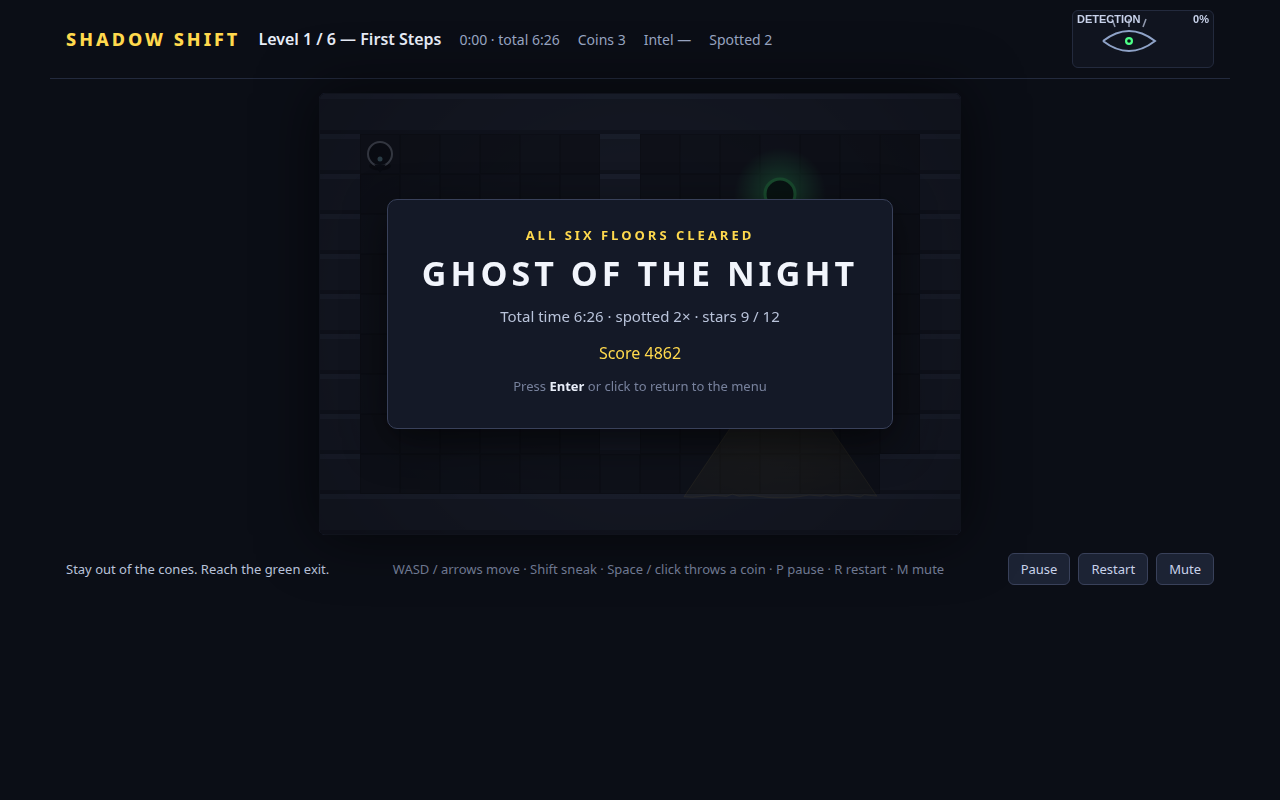 SHADOW SHIFT Level 1 / 6 — First Steps 0:00 · total 6:26 Coins 3 Intel — Spotted 2
DETECTION 0%
ALL SIX FLOORS CLEARED
GHOST OF THE NIGHT
Total time 6:26 · spotted 2× · stars 9 / 12
Score 4862
Press Enter or click to return to the menu
Stay out of the cones. Reach the green exit. WASD / arrows move · Shift sneak · Space / click throws a coin · P pause · R restart · M mute Pause Restart Mute